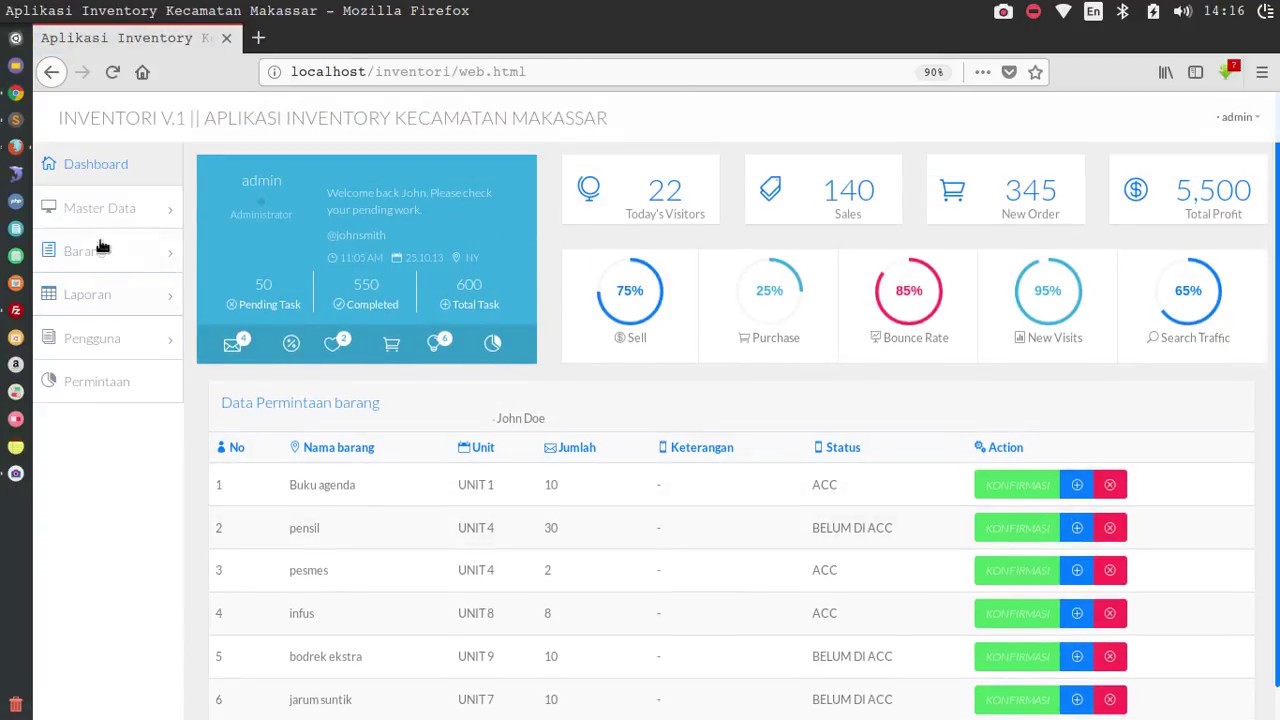 Aplikasi Inventory Kecamatan Makassar - Mozilla Firefox
En
14:16
Aplikasi Inventory
localhost/inventori/web.html
90%
7
INVENTORI V.1 || APLIKASI INVENTORY KECAMATAN MAKASSAR
admin
Dashboard
Master Data
Barang
Laporan
Pengguna
Permintaan
admin
Administrator
Welcome back John. Please check
your pending work.
@johnsmith
11:05 AM 25.10.13 NY
50 550 600
Pending Task Completed Total Task
4 2 6
22
Today's Visitors
140
Sales
345
New Order
5,500
Total Profit
75%
Sell
25%
Purchase
85%
Bounce Rate
95%
New Visits
65%
Search Traffic
Data Permintaan barang
John Doe
No Nama barang Unit Jumlah Keterangan Status Action
1 Buku agenda UNIT 1 10 - ACC KONFIRMASI
2 pensil UNIT 4 30 - BELUM DI ACC KONFIRMASI
3 pesmes UNIT 4 2 - ACC KONFIRMASI
4 infus UNIT 8 8 - ACC KONFIRMASI
5 bodrek ekstra UNIT 9 10 - BELUM DI ACC KONFIRMASI
6 jarum suntik UNIT 7 10 - BELUM DI ACC KONFIRMASI